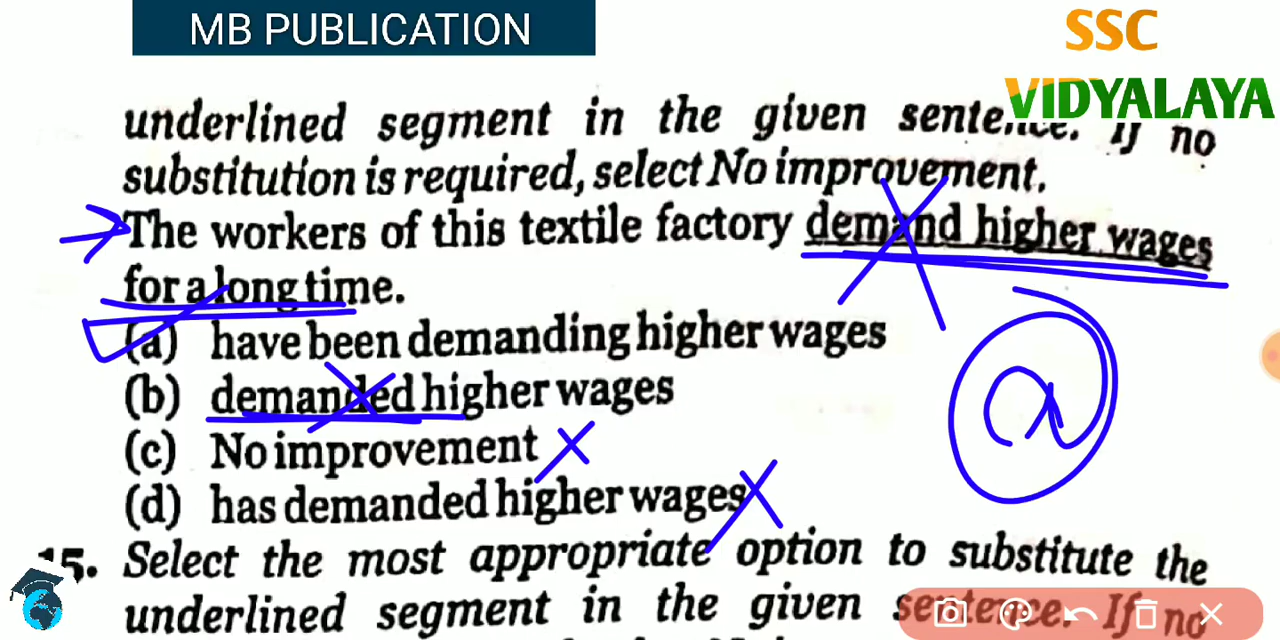 MB PUBLICATION
SSC
VIDYALAYA
underlined segment in the given sentence. If no
substitution is required, select No improvement.
The workers of this textile factory demand higher wages
for a long time.
(a) have been demanding higher wages
(b) demanded higher wages
(c) No improvement
(d) has demanded higher wages
a
15. Select the most appropriate option to substitute the
underlined segment in the given sentence. If no